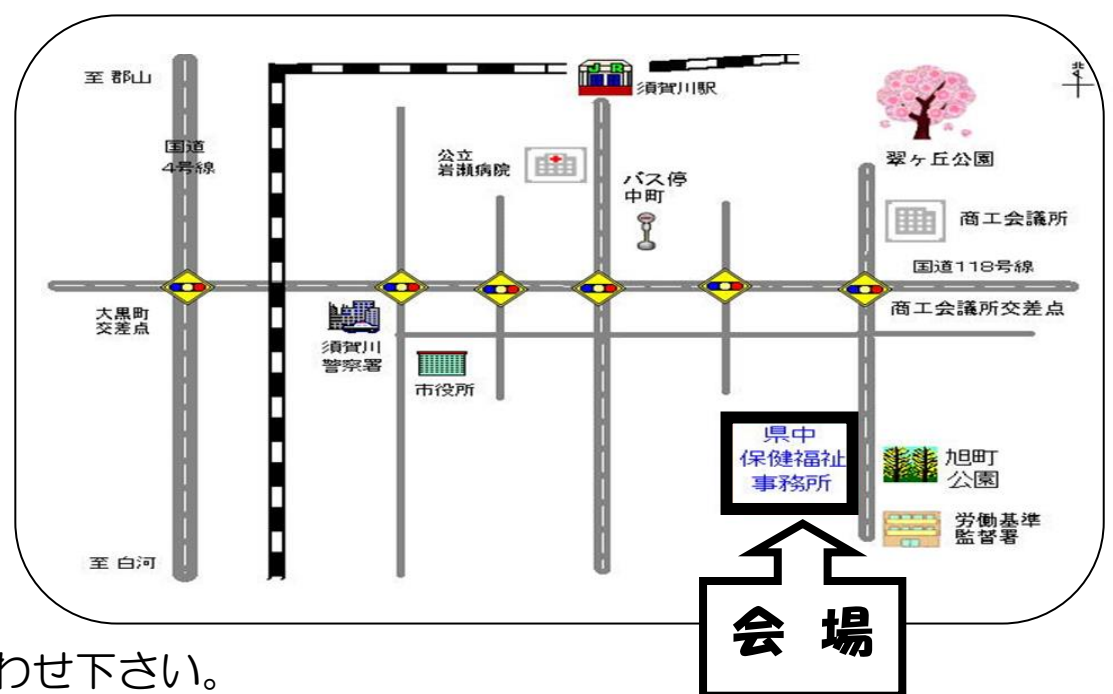 至 郡山
国道
4号線
公立
岩瀬病院
JR
須賀川駅
バス停
中町
北
翠ヶ丘公園
商工会議所
国道118号線
大黒町
交差点
須賀川
警察署
市役所
商工会議所交差点
県中
保健福祉
事務所
旭町
公園
労働基準
監督署
至 白河
会 場
わせ下さい。